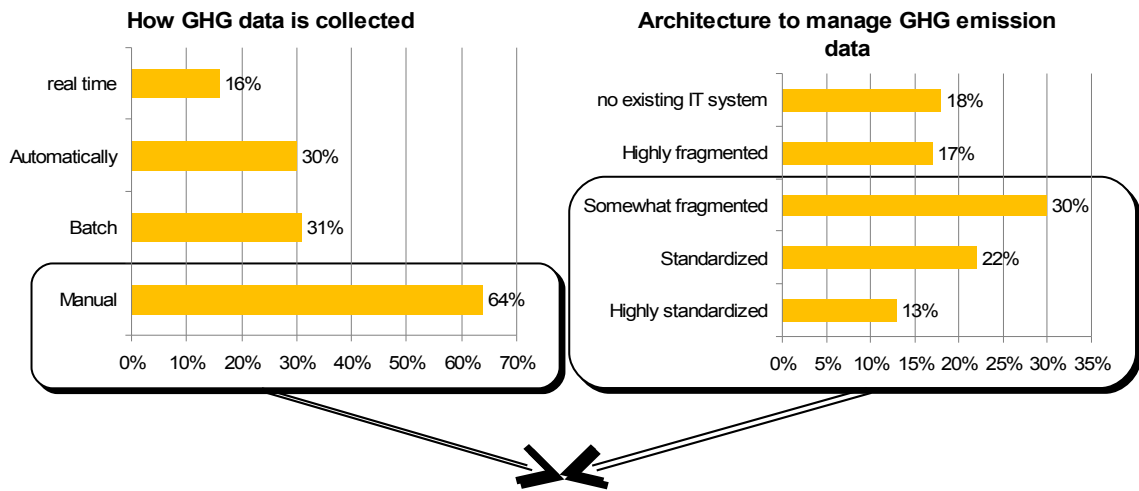 How GHG data is collected
real time
16%
Automatically
30%
Batch
31%
Manual
64%
0% 10% 20% 30% 40% 50% 60% 70%
Architecture to manage GHG emission
data
no existing IT system
18%
Highly fragmented
17%
Somewhat fragmented
30%
Standardized
22%
Highly standardized
13%
0% 5% 10% 15% 20% 25% 30% 35%